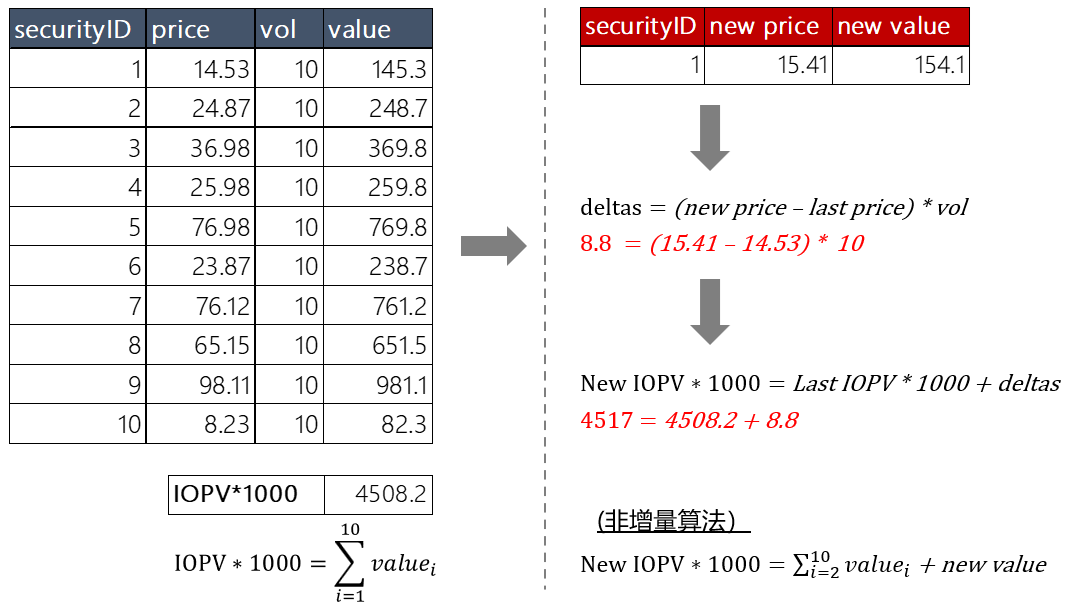 securityID price vol value
1 14.53 10 145.3
2 24.87 10 248.7
3 36.98 10 369.8
4 25.98 10 259.8
5 76.98 10 769.8
6 23.87 10 238.7
7 76.12 10 761.2
8 65.15 10 651.5
9 98.11 10 981.1
10 8.23 10 82.3
IOPV*1000 4508.2
IOPV ∗ 1000 = ∑_{i=1}^{10} value_i
securityID new price new value
1 15.41 154.1
deltas = (new price – last price) * vol
8.8 = (15.41 – 14.53) * 10
New IOPV ∗ 1000 = Last IOPV * 1000 + deltas
4517 = 4508.2 + 8.8
(非增量算法）
New IOPV ∗ 1000 = ∑_{i=2}^{10} value_i + new value